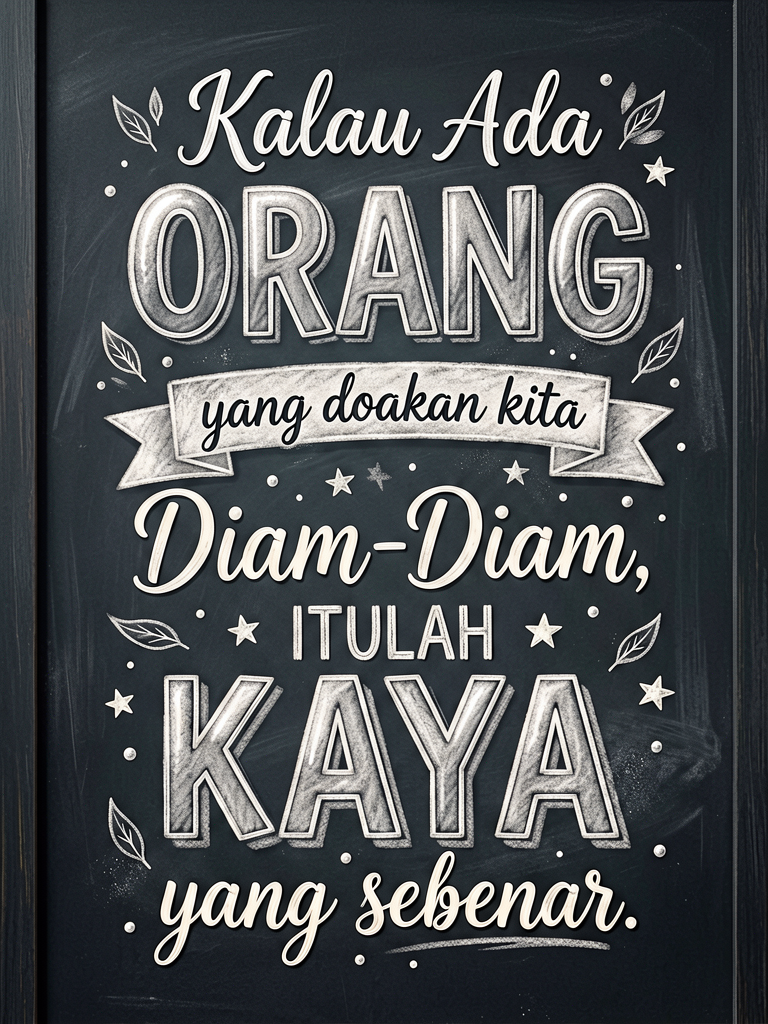 Kalau Ada
ORANG
yang doakan kita
Diam-Diam,
ITULAH
KAYA
yang sebenar.